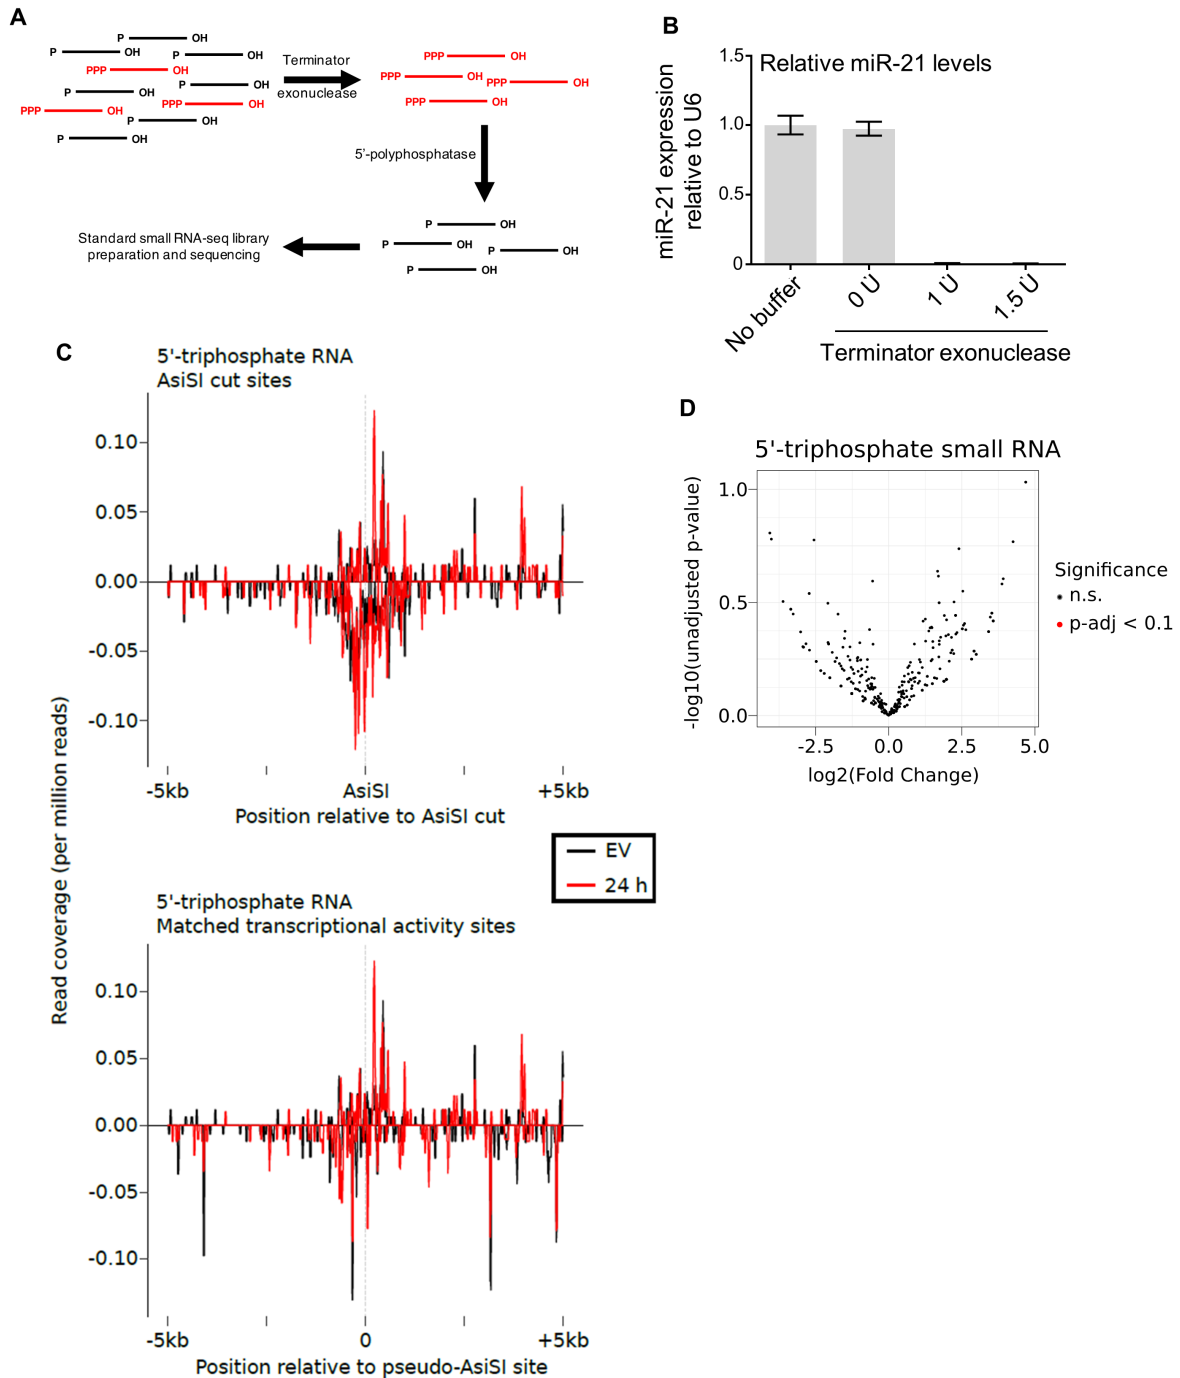 A
P OH
P OH
P OH
PPP OH
P OH
P OH
PPP OH
PPP OH
P OH
P OH
Terminator
exonuclease
PPP OH
PPP OH
PPP OH
PPP OH
5'-polyphosphatase
P OH
P OH
P OH
P OH
Standard small RNA-seq library
preparation and sequencing
B
Relative miR-21 levels
miR-21 expression
relative to U6
1.5
1.0
0.5
0
No buffer
0 U
1 U
1.5 U
Terminator exonuclease
C
5'-triphosphate RNA
AsiSI cut sites
0.10
0.05
0.00
-0.05
-0.10
-5kb
AsiSI
+5kb
Position relative to AsiSI cut
Read coverage (per million reads)
EV
24 h
5'-triphosphate RNA
Matched transcriptional activity sites
0.10
0.05
0.00
-0.05
-0.10
-5kb
0
+5kb
Position relative to pseudo-AsiSI site
D
5'-triphosphate small RNA
-log10(unadjusted p-value)
1.0
0.5
0.0
-2.5
0.0
2.5
5.0
log2(Fold Change)
Significance
n.s.
p-adj < 0.1